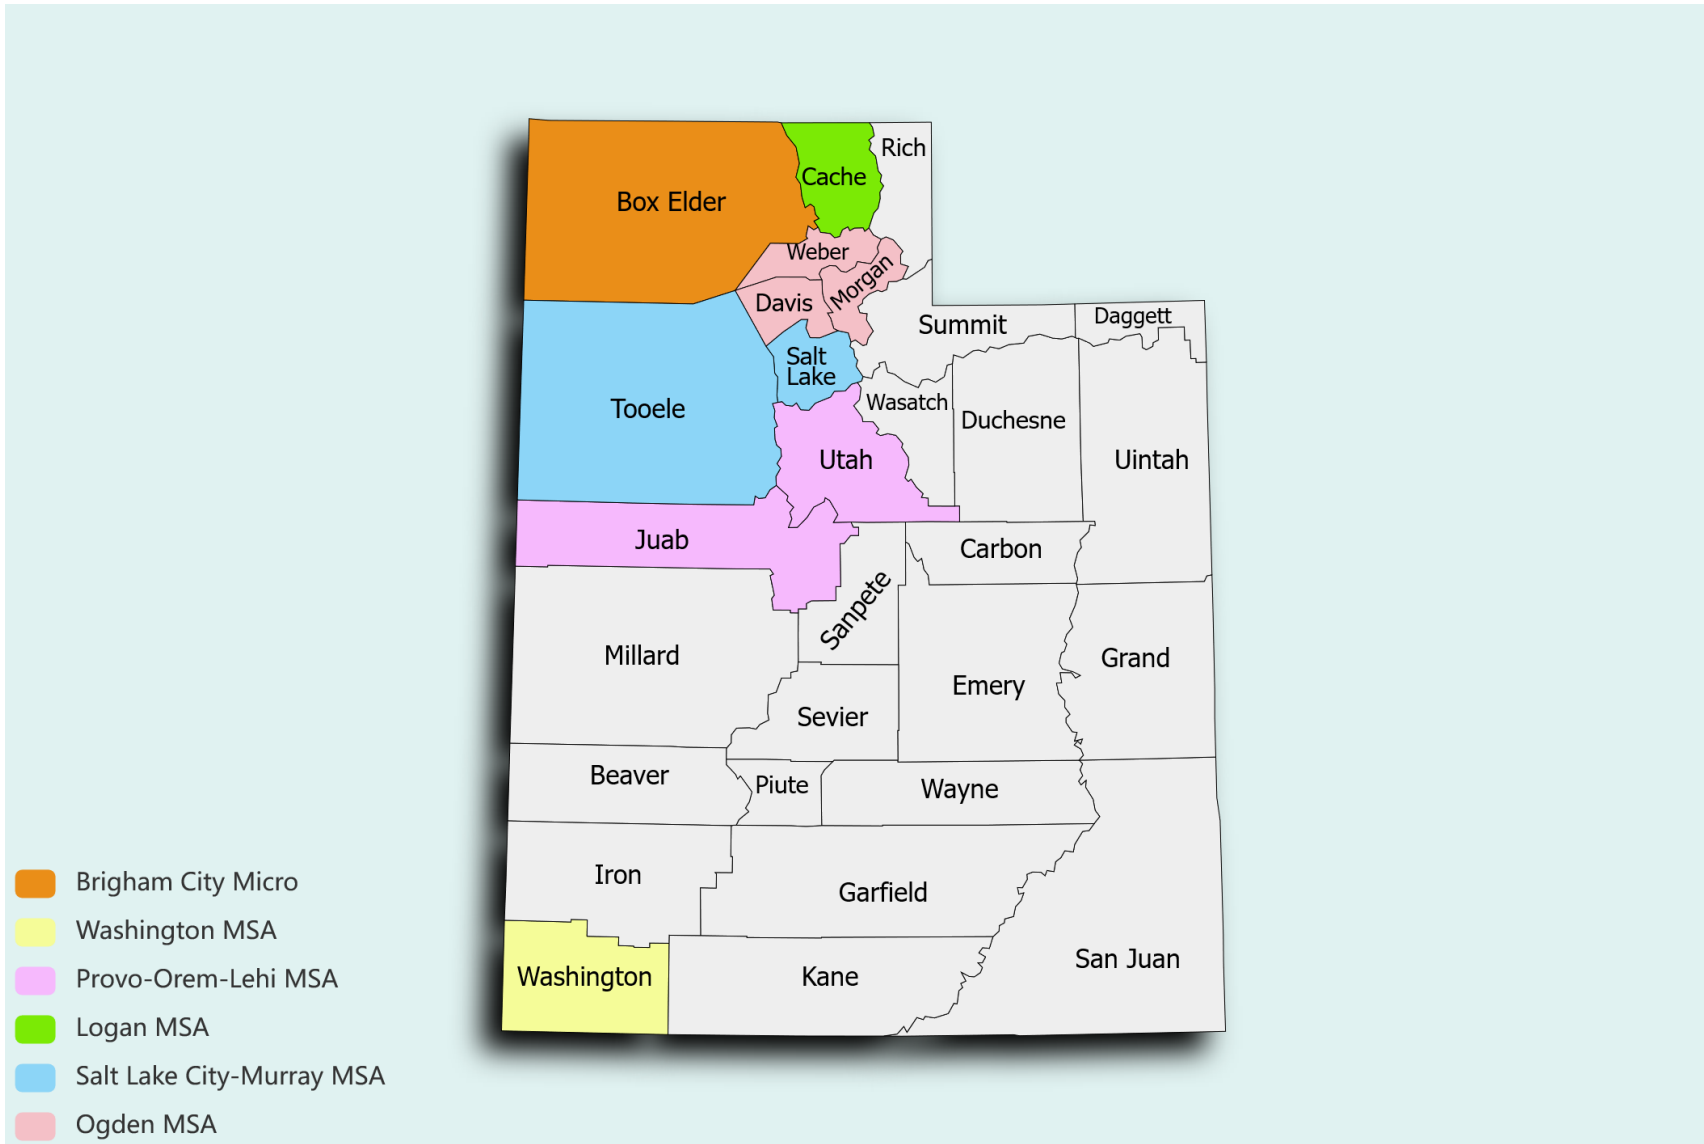 Rich
Cache
Box Elder
Weber
Morgan
Davis
Summit
Daggett
Salt
Lake
Wasatch
Tooele
Duchesne
Utah
Uintah
Juab
Carbon
Sanpete
Millard
Grand
Emery
Sevier
Beaver
Piute
Wayne
Iron
Garfield
San Juan
Washington
Kane
Brigham City Micro
Washington MSA
Provo-Orem-Lehi MSA
Logan MSA
Salt Lake City-Murray MSA
Ogden MSA